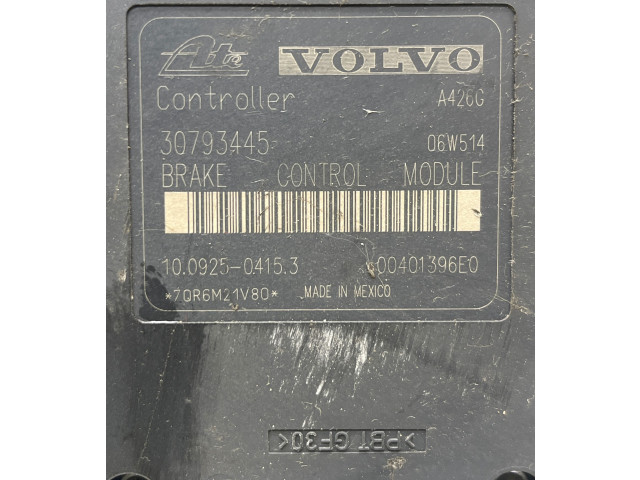 Ate VOLVO
Controller A426G
30793445 06W514
BRAKE CONTROL MODULE
10.0925-0415.3 00401396E0
*7QR6M21V80* MADE IN MEXICO
>PBT GF30<